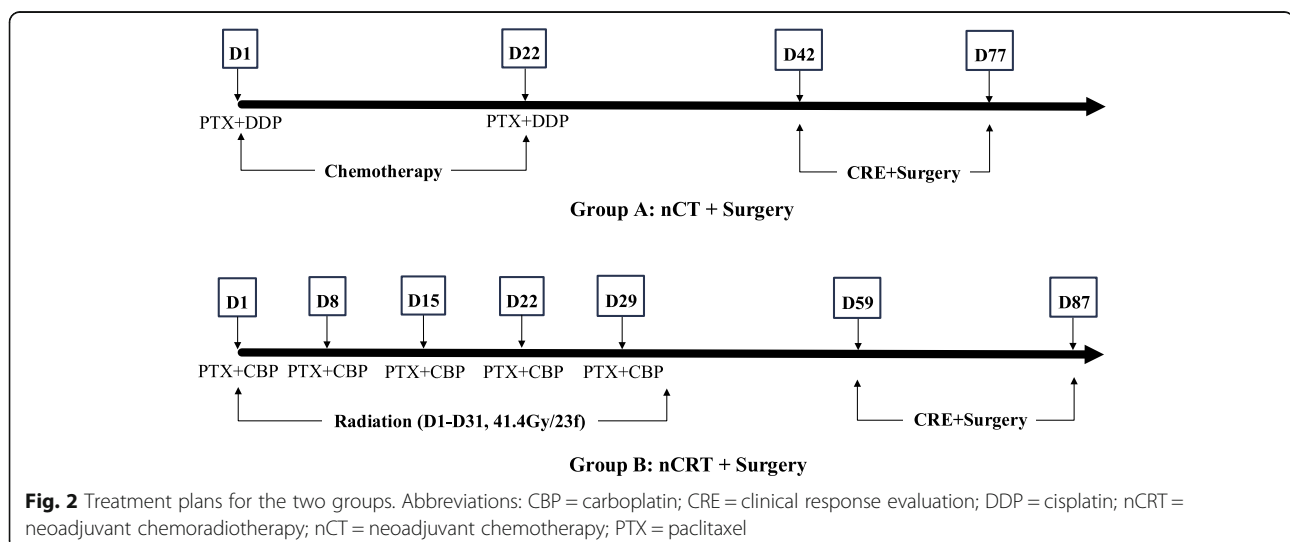 D1 D22 D42 D77
PTX+DDP PTX+DDP
Chemotherapy CRE+Surgery
Group A: nCT + Surgery
D1 D8 D15 D22 D29 D59 D87
PTX+CBP PTX+CBP PTX+CBP PTX+CBP PTX+CBP
Radiation (D1-D31, 41.4Gy/23f) CRE+Surgery
Group B: nCRT + Surgery
Fig. 2 Treatment plans for the two groups. Abbreviations: CBP = carboplatin; CRE = clinical response evaluation; DDP = cisplatin; nCRT =
neoadjuvant chemoradiotherapy; nCT = neoadjuvant chemotherapy; PTX = paclitaxel